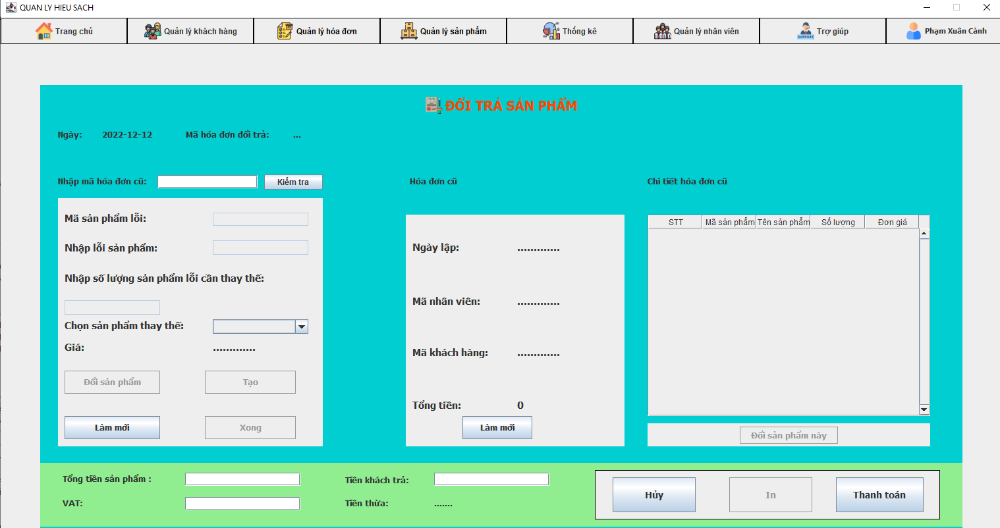 QUAN LY HIEU SACH
Trang chủ
Quản lý khách hàng
Quản lý hóa đơn
Quản lý sản phẩm
Thống kê
Quản lý nhân viên
SUPPORT
Trợ giúp
Phạm Xuân Cảnh
ĐỔI TRẢ SẢN PHẨM
Ngày: 2022-12-12 Mã hóa đơn đổi trả: ...
Nhập mã hóa đơn cũ: Kiểm tra
Mã sản phẩm lỗi:
Nhập lỗi sản phẩm:
Nhập số lượng sản phẩm lỗi cần thay thế:
Chọn sản phẩm thay thế:
Giá: .............
Đổi sản phẩm Tạo
Làm mới Xong
Hóa đơn cũ
Ngày lập: .............
Mã nhân viên: .............
Mã khách hàng: .............
Tổng tiền: 0
Làm mới
Chi tiết hóa đơn cũ
STT Mã sản phẩm Tên sản phẩm Số lượng Đơn giá
Đổi sản phẩm này
Tổng tiền sản phẩm :
VAT:
Tiền khách trả:
Tiền thừa: .......
Hủy In Thanh toán